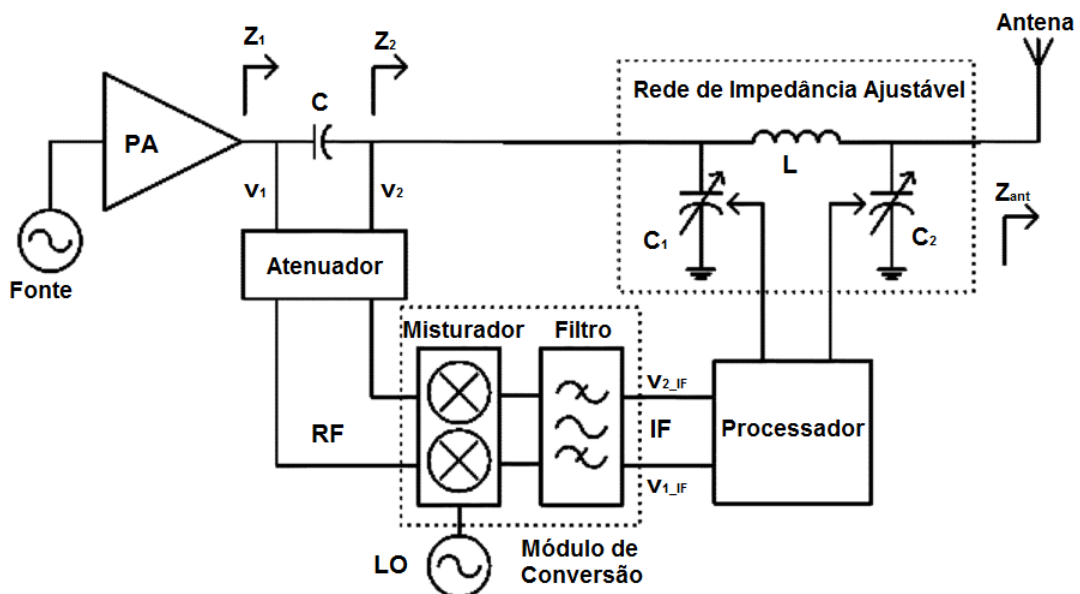 Antena
Z1
Z2
Rede de Impedância Ajustável
C
PA
L
V1
V2
Zant
C1
C2
Atenuador
Fonte
Misturador
Filtro
V2_IF
RF
IF
Processador
V1_IF
LO
Módulo de
Conversão